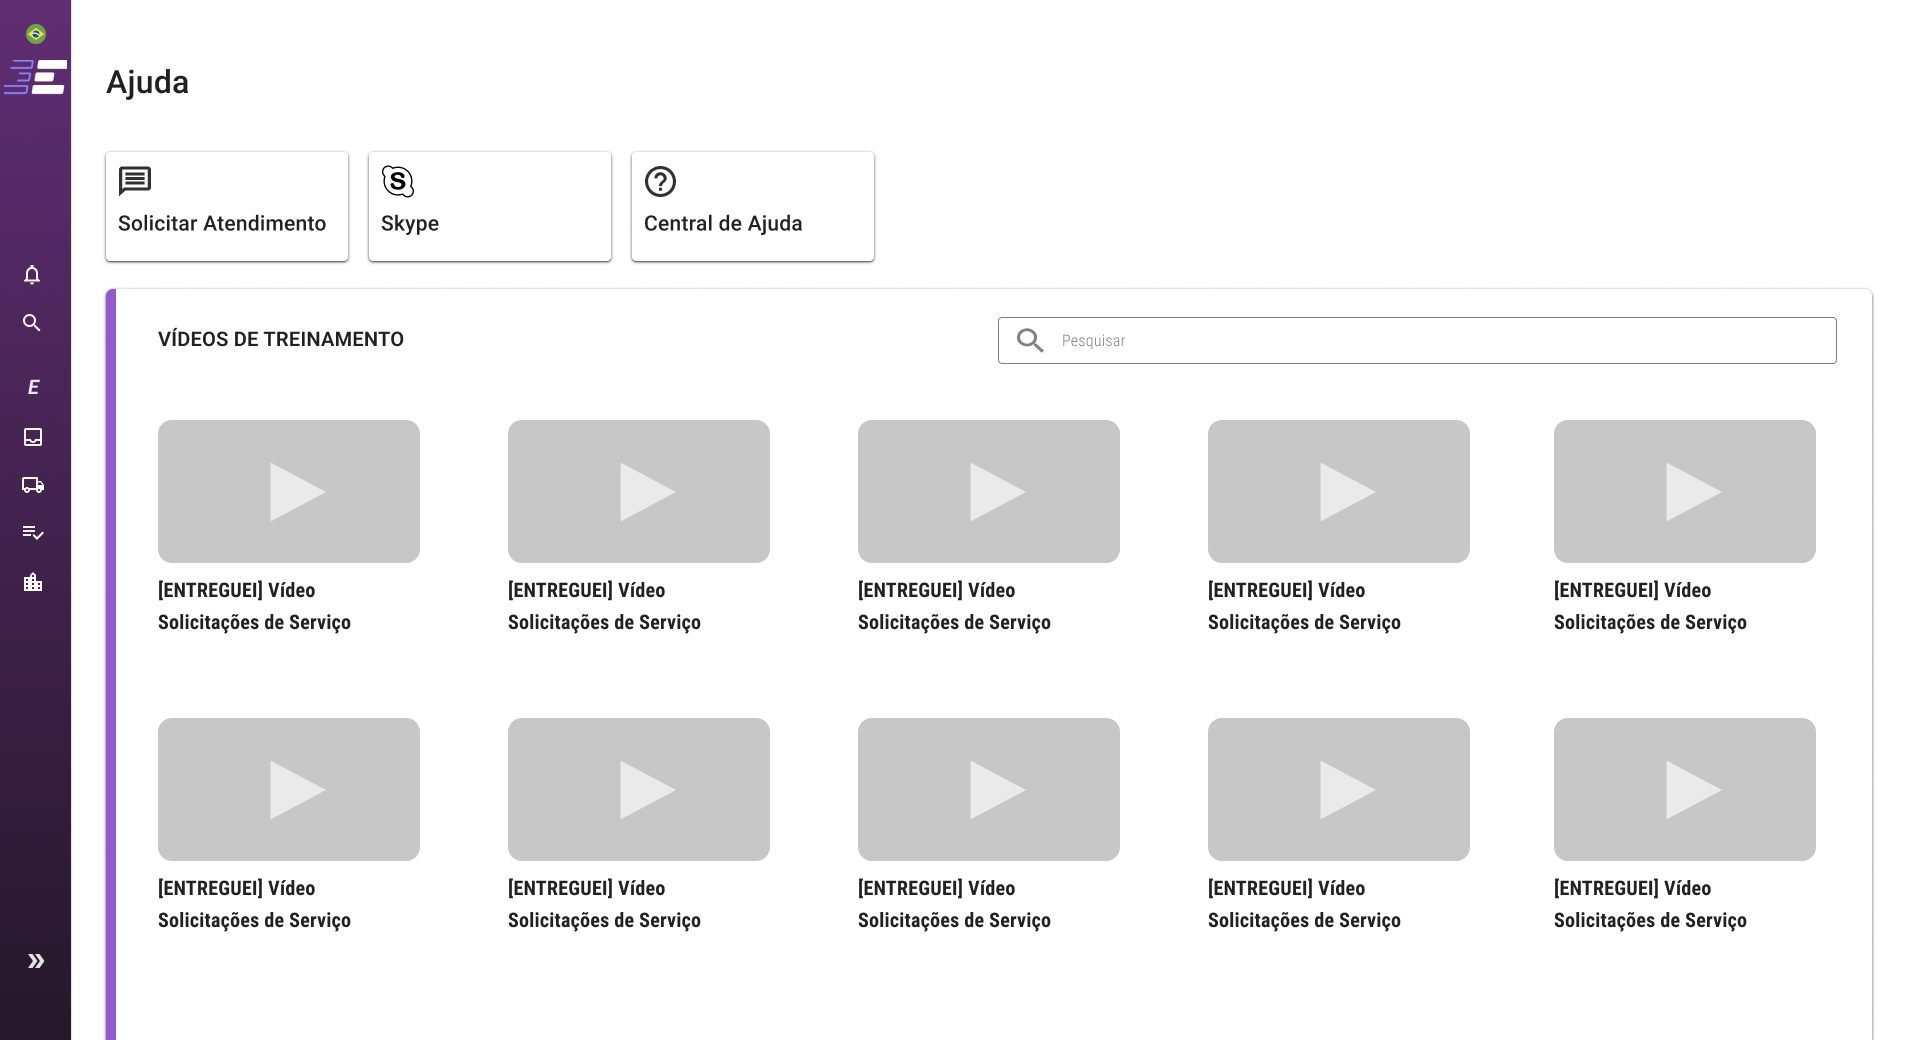 Ajuda
Solicitar Atendimento
Skype
Central de Ajuda
VÍDEOS DE TREINAMENTO
Pesquisar
E
[ENTREGUEI] Vídeo
Solicitações de Serviço
[ENTREGUEI] Vídeo
Solicitações de Serviço
[ENTREGUEI] Vídeo
Solicitações de Serviço
[ENTREGUEI] Vídeo
Solicitações de Serviço
[ENTREGUEI] Vídeo
Solicitações de Serviço
[ENTREGUEI] Vídeo
Solicitações de Serviço
[ENTREGUEI] Vídeo
Solicitações de Serviço
[ENTREGUEI] Vídeo
Solicitações de Serviço
[ENTREGUEI] Vídeo
Solicitações de Serviço
[ENTREGUEI] Vídeo
Solicitações de Serviço